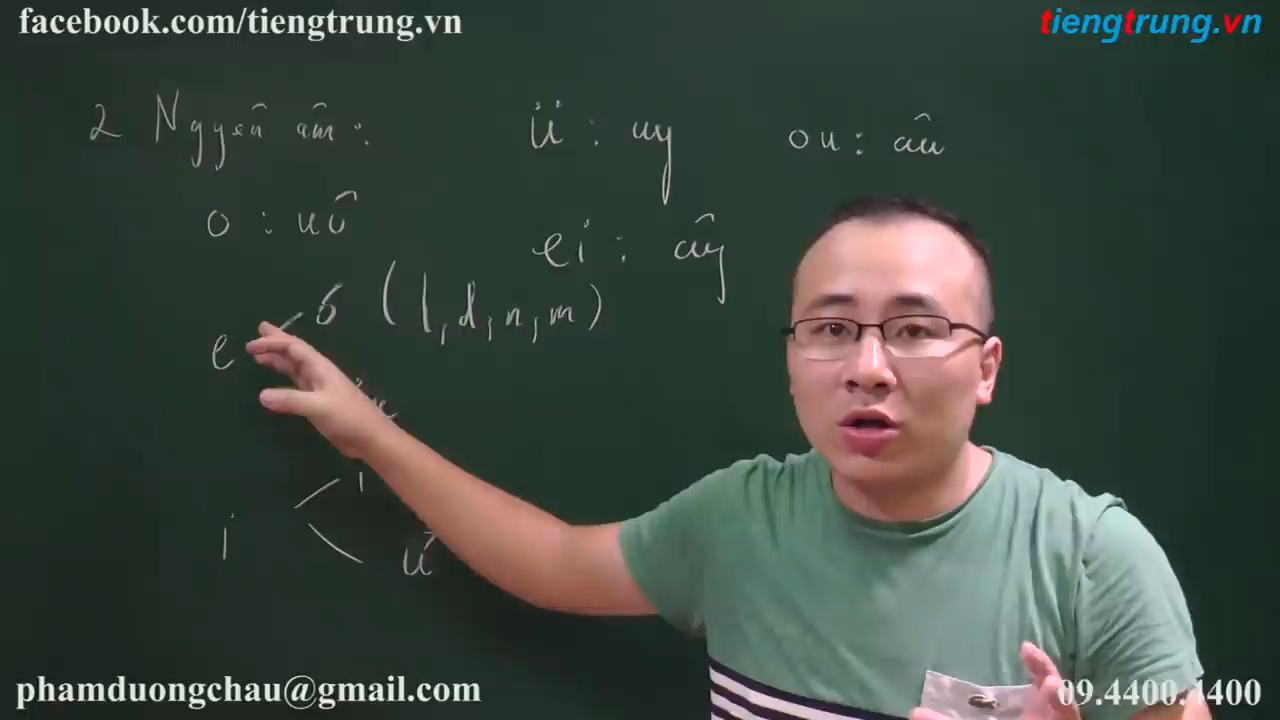 facebook.com/tiengtrung.vn
tiengtrung.vn
2 Nguyên âm:
ü : uy
ou: âu
o : uô
ei : ây
e
ơ (l,d,n,m)
i
i
ư
phamduongchau@gmail.com
09.4400.4400